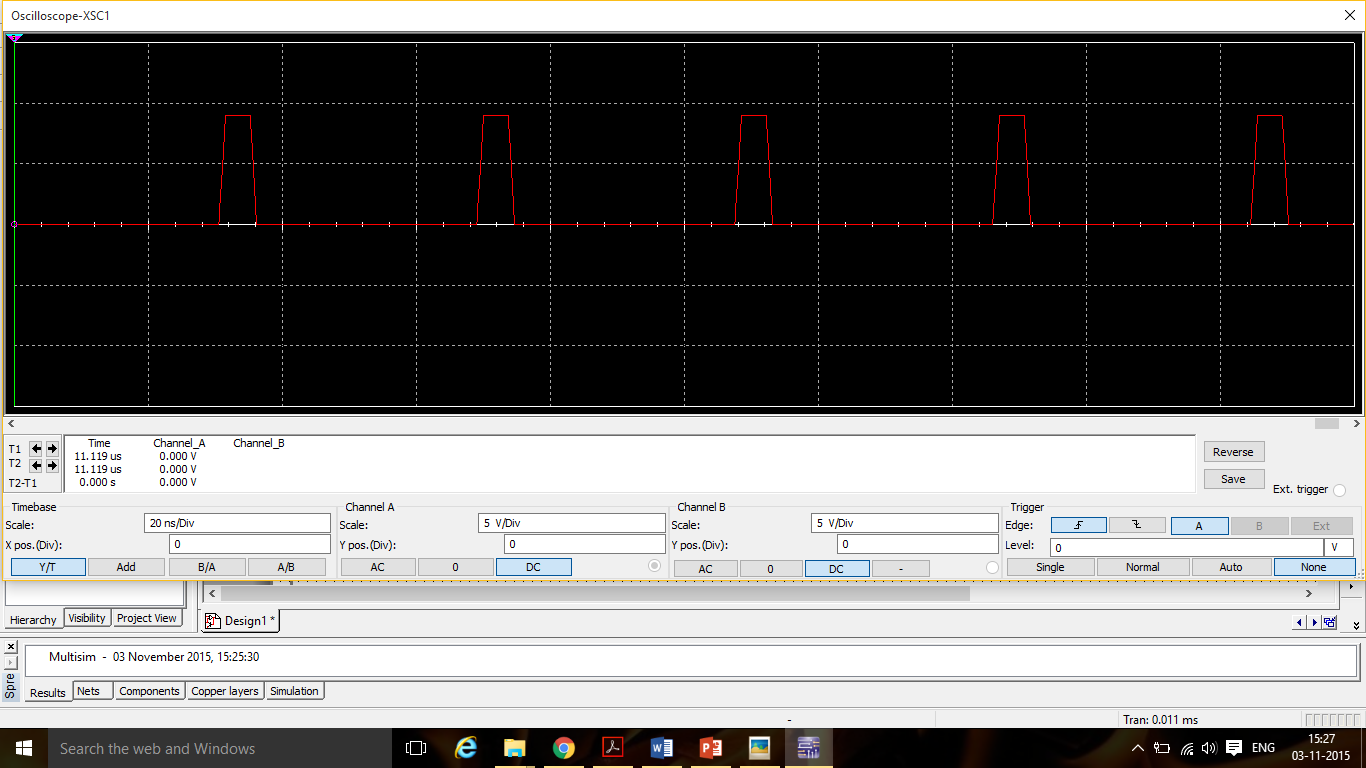 Oscilloscope-XSC1
Time Channel_A Channel_B
T1 11.119 us 0.000 V
T2 11.119 us 0.000 V
T2-T1 0.000 s 0.000 V
Reverse
Save
Ext. trigger
Timebase
Scale: 20 ns/Div
X pos.(Div): 0
Y/T Add B/A A/B
Channel A
Scale: 5 V/Div
Y pos.(Div): 0
AC 0 DC
Channel B
Scale: 5 V/Div
Y pos.(Div): 0
AC 0 DC -
Trigger
Edge: A B Ext
Level: 0 V
Single Normal Auto None
Hierarchy Visibility Project View
Design1 *
Multisim - 03 November 2015, 15:25:30
Spre
Results Nets Components Copper layers Simulation
- Tran: 0.011 ms
Search the web and Windows
ENG
15:27
03-11-2015